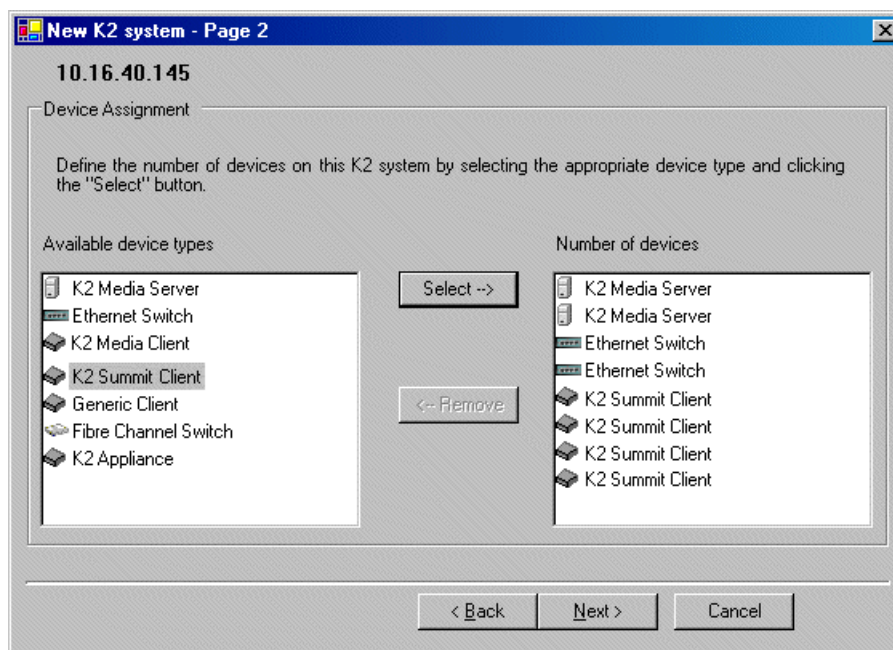 New K2 system - Page 2
10.16.40.145
Device Assignment
Define the number of devices on this K2 system by selecting the appropriate device type and clicking
the "Select" button.
Available device types
K2 Media Server
Ethernet Switch
K2 Media Client
K2 Summit Client
Generic Client
Fibre Channel Switch
K2 Appliance
Select -->
<-- Remove
Number of devices
K2 Media Server
K2 Media Server
Ethernet Switch
Ethernet Switch
K2 Summit Client
K2 Summit Client
K2 Summit Client
K2 Summit Client
< Back
Next >
Cancel